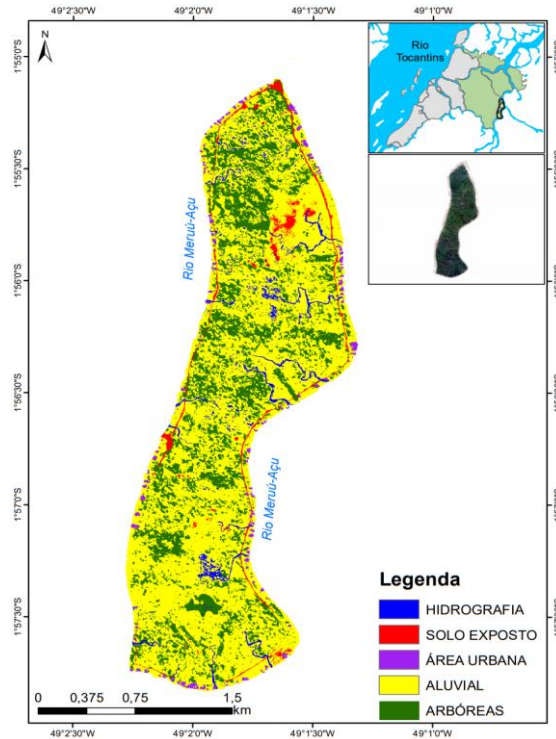 49°2'0"O 49°1'30"O 49°1'0"O
1°55'0"S
Rio
Tocantins
1°55'30"S
Rio Meruú-Açu
1°56'0"S
1°56'30"S
Rio Meruú-Açu
1°57'0"S
1°57'30"S
Legenda
HIDROGRAFIA
SOLO EXPOSTO
ÁREA URBANA
ALUVIAL
ARBÓREAS
0 0,375 0,75 1,5
km
49°2'30"O 49°2'0"O 49°1'30"O 49°1'0"O